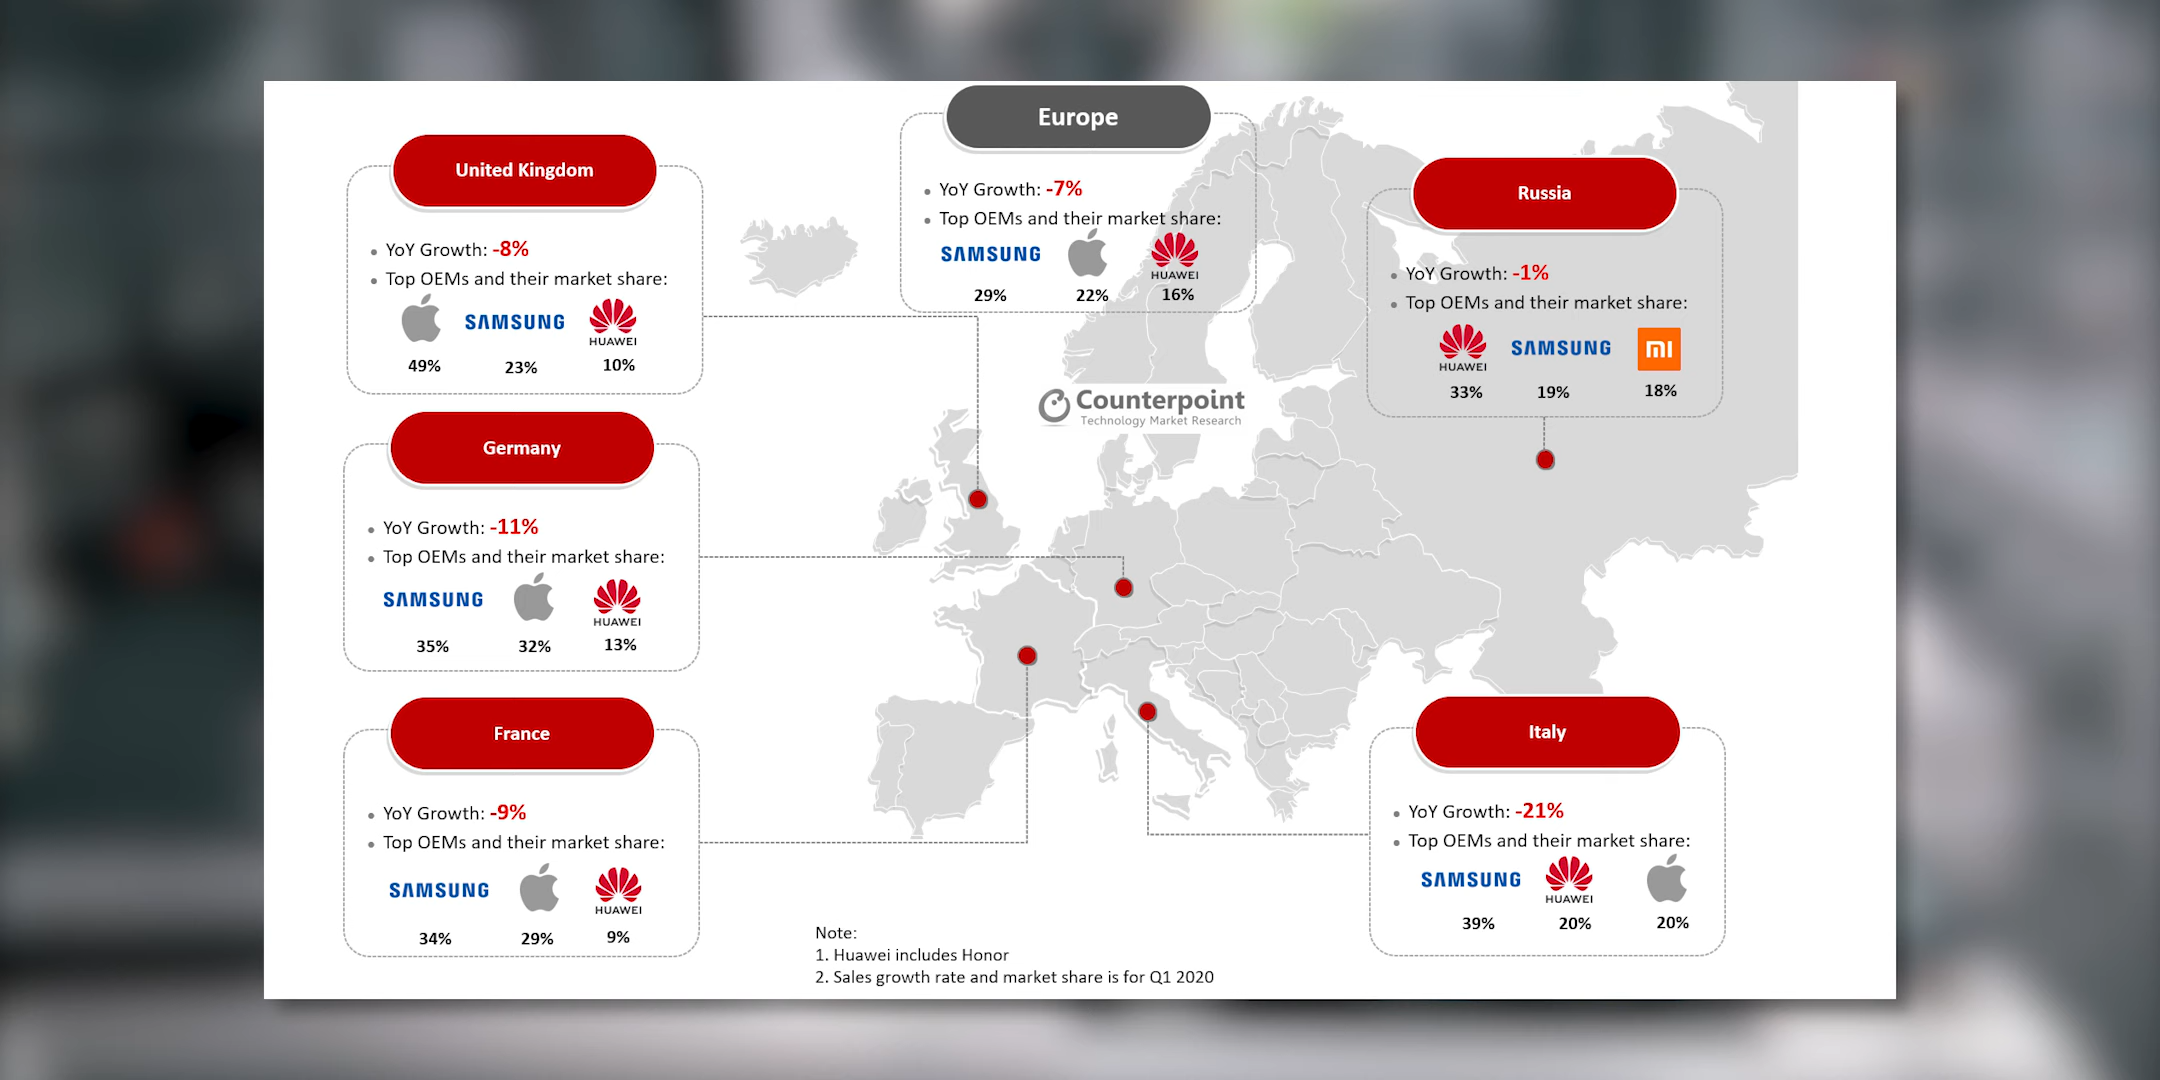 Europe
YoY Growth: -7%
Top OEMs and their market share:
SAMSUNG HUAWEI
29% 22% 16%
United Kingdom
YoY Growth: -8%
Top OEMs and their market share:
SAMSUNG HUAWEI
49% 23% 10%
Russia
YoY Growth: -1%
Top OEMs and their market share:
HUAWEI SAMSUNG MI
33% 19% 18%
Counterpoint
Technology Market Research
Germany
YoY Growth: -11%
Top OEMs and their market share:
SAMSUNG HUAWEI
35% 32% 13%
France
YoY Growth: -9%
Top OEMs and their market share:
SAMSUNG HUAWEI
34% 29% 9%
Italy
YoY Growth: -21%
Top OEMs and their market share:
SAMSUNG HUAWEI
39% 20% 20%
Note:
1. Huawei includes Honor
2. Sales growth rate and market share is for Q1 2020